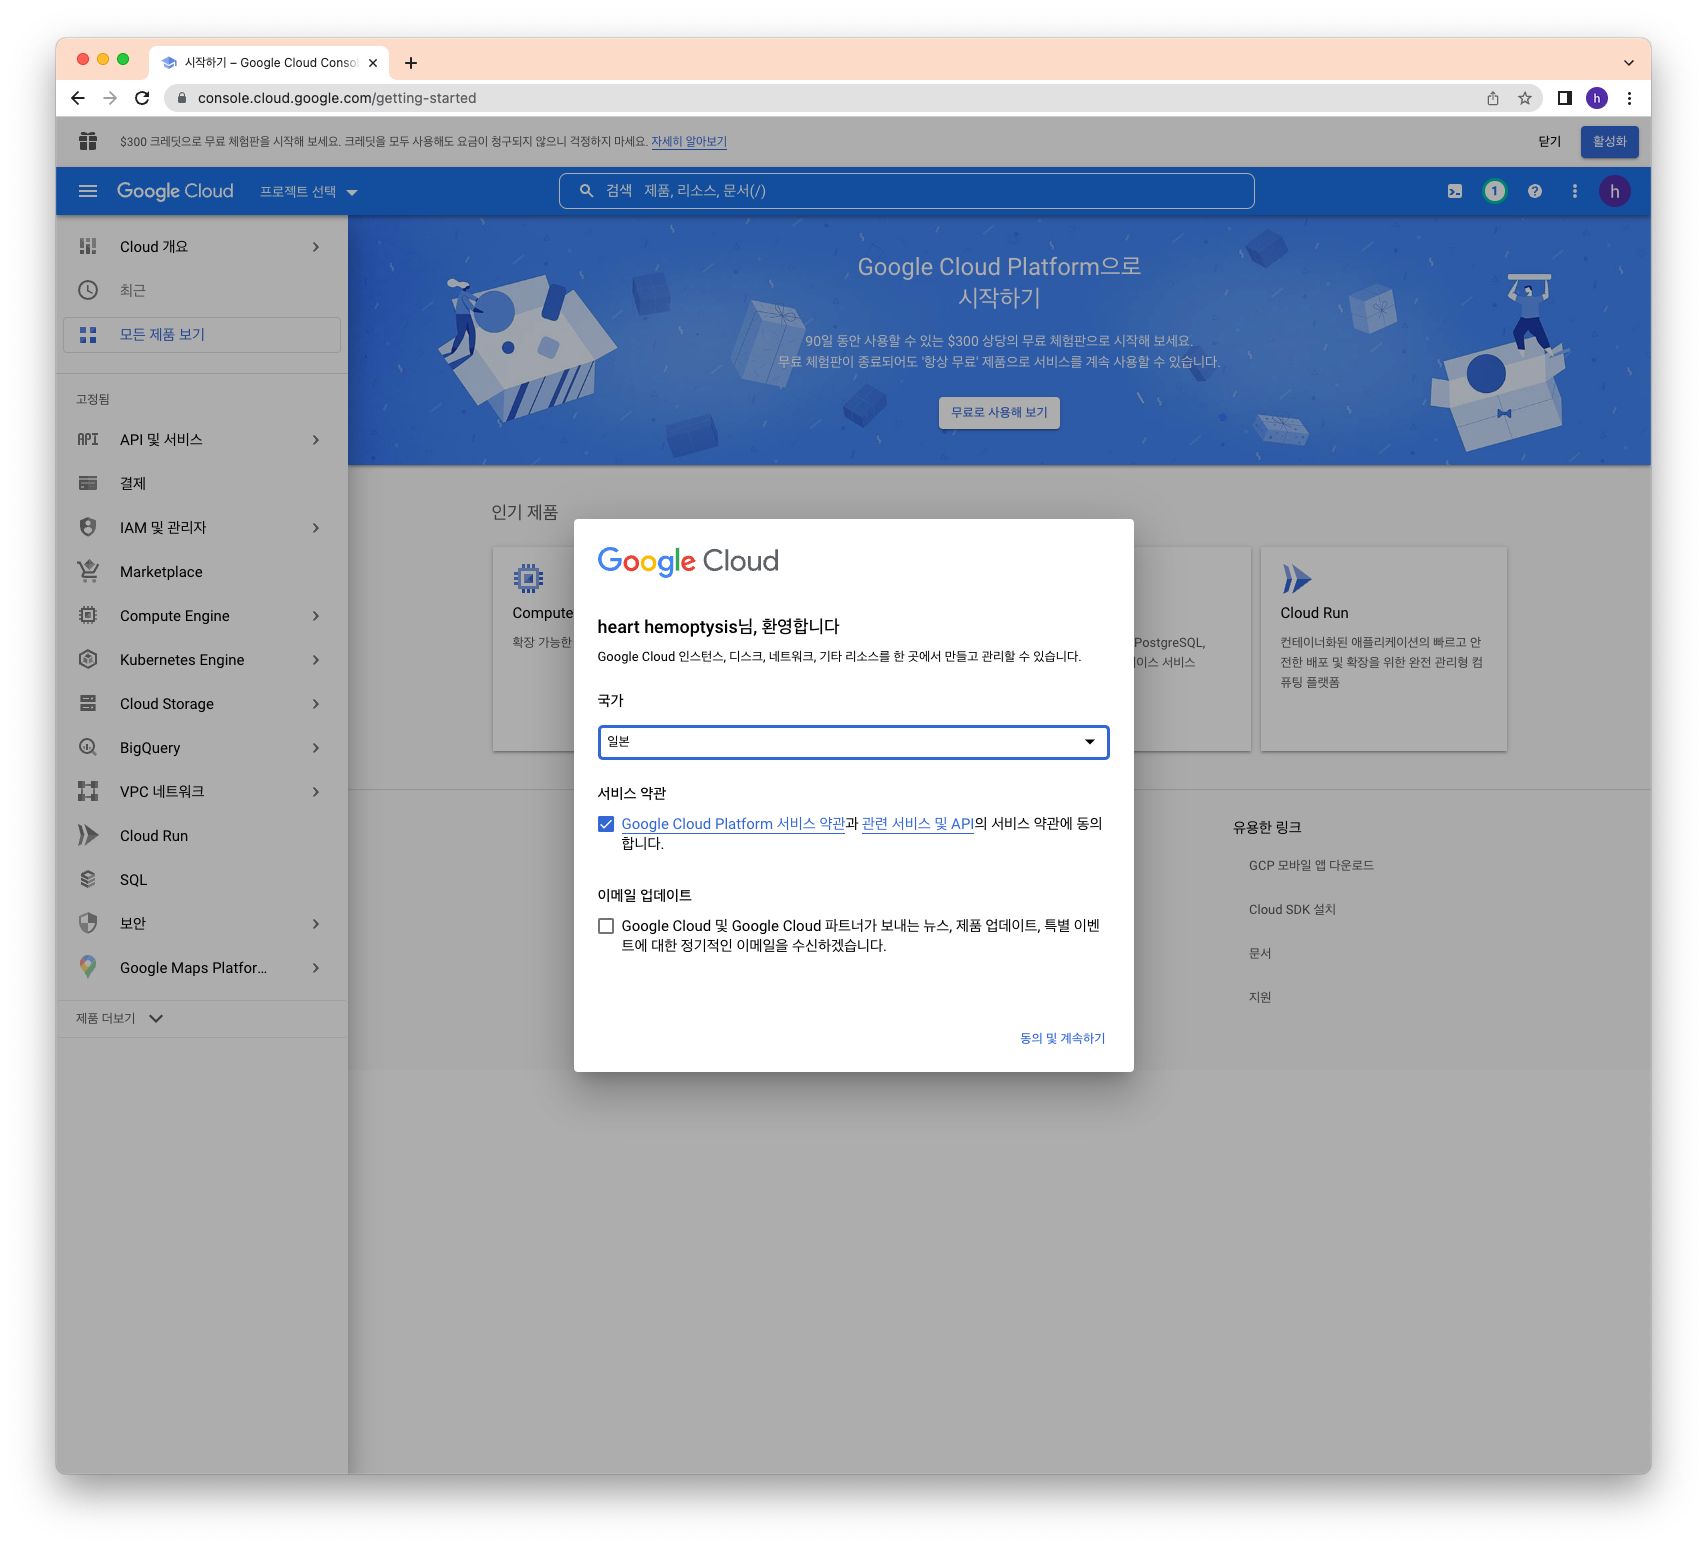 시작하기 – Google Cloud Consol
console.cloud.google.com/getting-started
h
$300 크레딧으로 무료 체험판을 시작해 보세요. 크레딧을 모두 사용해도 요금이 청구되지 않으니 걱정하지 마세요. 자세히 알아보기
닫기
활성화
Google Cloud
프로젝트 선택
검색 제품, 리소스, 문서(/)
1
?
h
Cloud 개요
최근
모든 제품 보기
고정됨
API API 및 서비스
결제
IAM 및 관리자
Marketplace
Compute Engine
Kubernetes Engine
Cloud Storage
BigQuery
VPC 네트워크
Cloud Run
SQL
보안
Google Maps Platfor...
제품 더보기
Google Cloud Platform으로
시작하기
90일 동안 사용할 수 있는 $300 상당의 무료 체험판으로 시작해 보세요.
무료 체험판이 종료되어도 '항상 무료' 제품으로 서비스를 계속 사용할 수 있습니다.
무료로 사용해 보기
인기 제품
Compute
확장 가능한
PostgreSQL,
이스 서비스
Cloud Run
컨테이너화된 애플리케이션의 빠르고 안
전한 배포 및 확장을 위한 완전 관리형 컴
퓨팅 플랫폼
Google Cloud
heart hemoptysis님, 환영합니다
Google Cloud 인스턴스, 디스크, 네트워크, 기타 리소스를 한 곳에서 만들고 관리할 수 있습니다.
국가
일본
서비스 약관
Google Cloud Platform 서비스 약관과 관련 서비스 및 API의 서비스 약관에 동의
합니다.
이메일 업데이트
Google Cloud 및 Google Cloud 파트너가 보내는 뉴스, 제품 업데이트, 특별 이벤
트에 대한 정기적인 이메일을 수신하겠습니다.
동의 및 계속하기
유용한 링크
GCP 모바일 앱 다운로드
Cloud SDK 설치
문서
지원